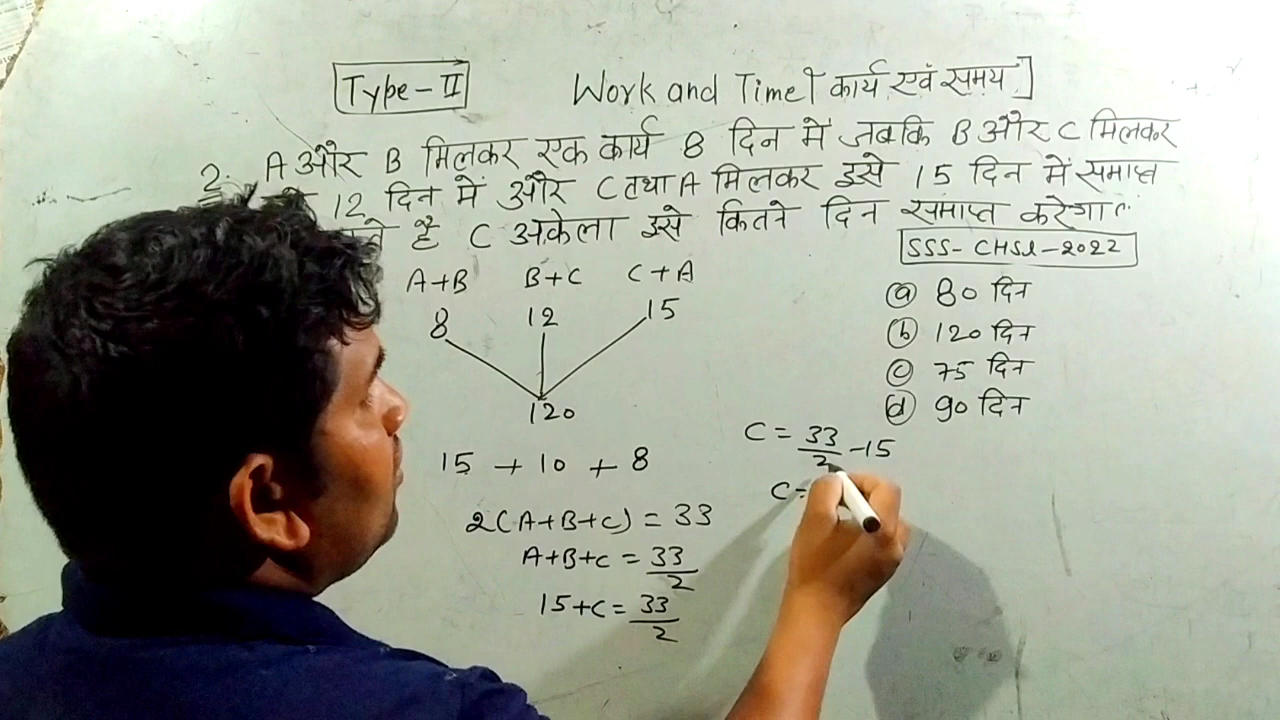 Type-II
Work and Time [कार्य एवं समय]
2. A और B मिलकर एक कार्य 8 दिन में जबकि B और C मिलकर
12 दिन में और C तथा A मिलकर इसे 15 दिन में समाप्त
है C अकेला इसे कितने दिन समाप्त करेगा
SSS-CHSL-2022
A+B B+C C+A
8 12 15
120
15 + 10 + 8
2(A+B+C) = 33
A+B+C = 33/2
15+C = 33/2
C = 33/2 -15
C=
ⓐ 80 दिन
ⓑ 120 दिन
ⓒ 75 दिन
ⓓ 90 दिन